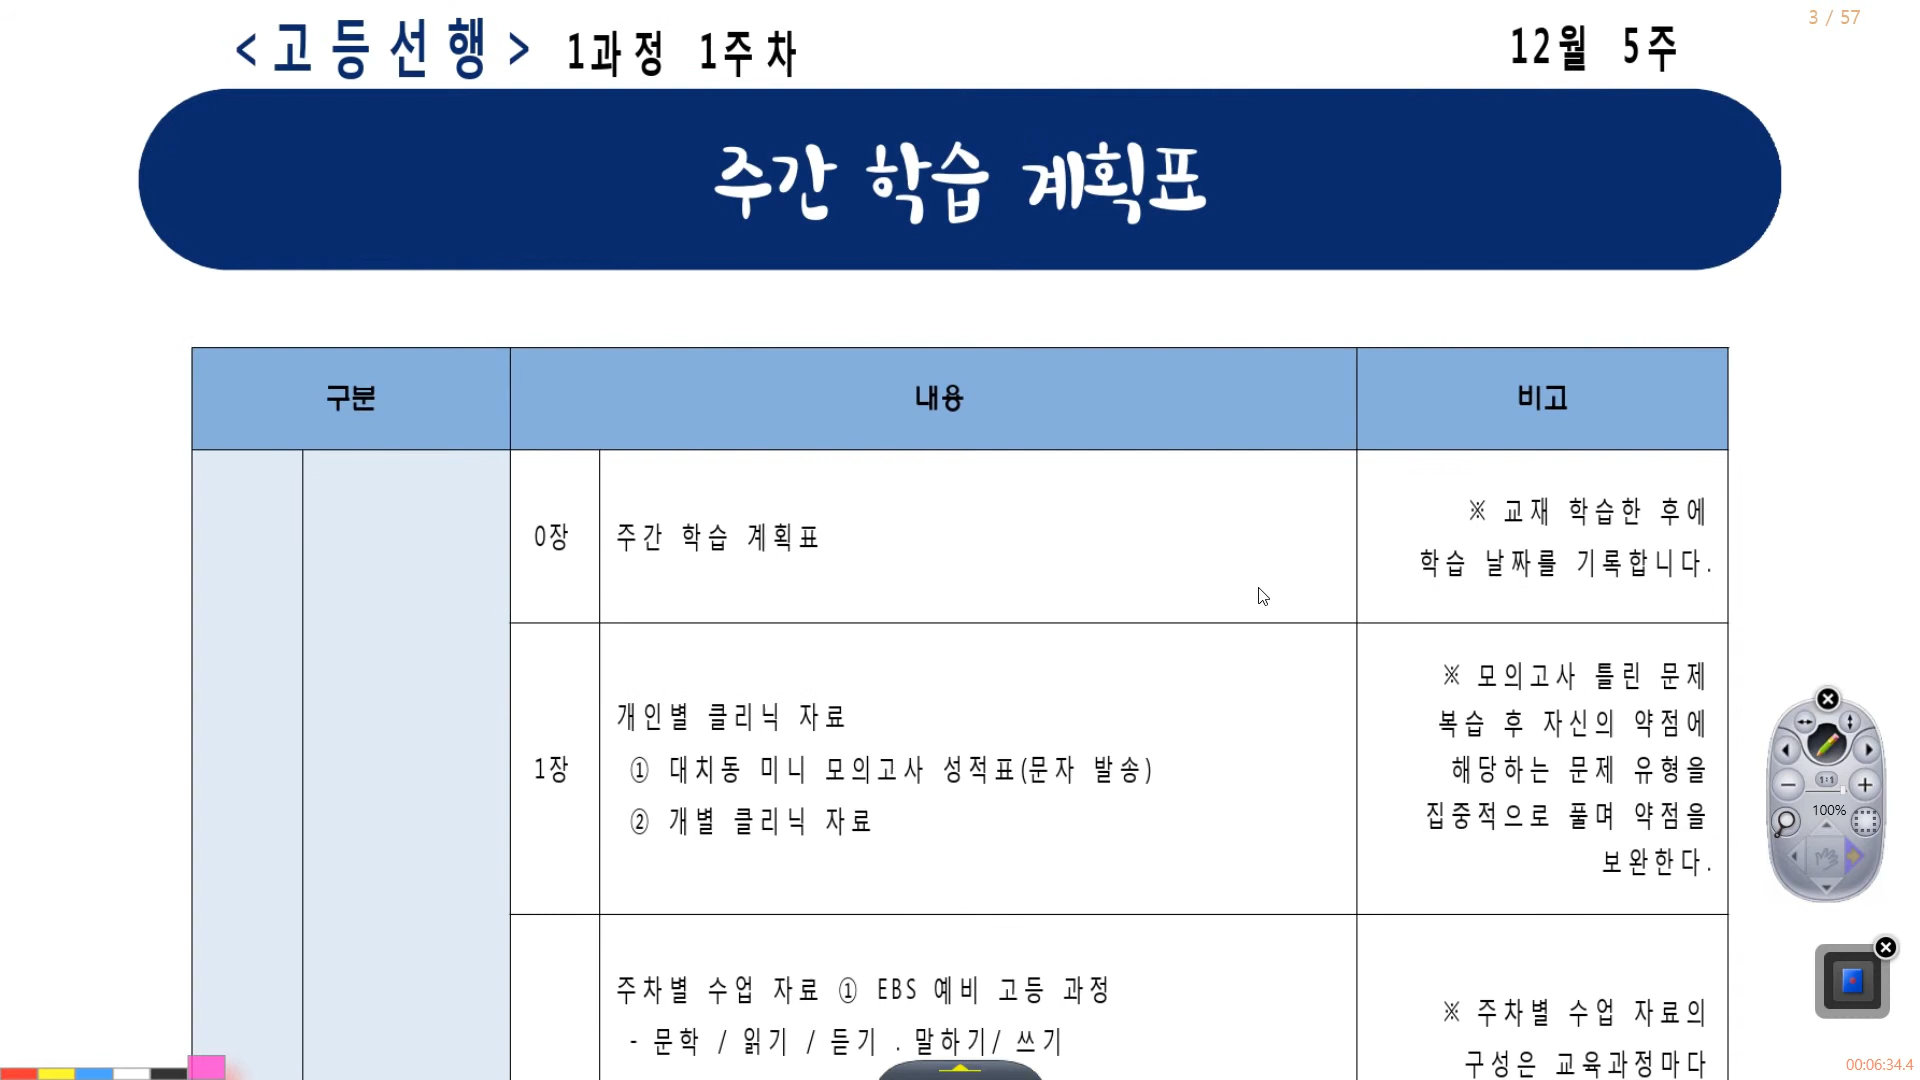 3 / 57
<고등선행> 1과정 1주차
12월 5주
주간 학습 계획표
구분 내용 비고
0장 주간 학습 계획표
※ 교재 학습한 후에
학습 날짜를 기록합니다.
1장
개인별 클리닉 자료
① 대치동 미니 모의고사 성적표(문자 발송)
② 개별 클리닉 자료
※ 모의고사 틀린 문제
복습 후 자신의 약점에
해당하는 문제 유형을
집중적으로 풀며 약점을
보완한다.
주차별 수업 자료 ① EBS 예비 고등 과정
- 문학 / 읽기 / 듣기 . 말하기/ 쓰기
※ 주차별 수업 자료의
구성은 교육과정마다
1:1
100%
00:06:34.4